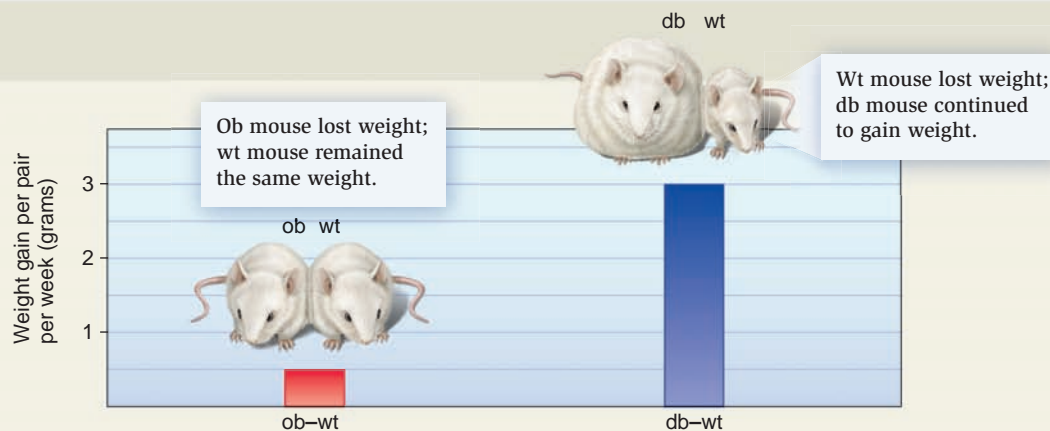 db wt
Wt mouse lost weight;
db mouse continued
to gain weight.
Ob mouse lost weight;
wt mouse remained
the same weight.
ob wt
Weight gain per pair
per week (grams)
3
2
1
ob–wt
db–wt